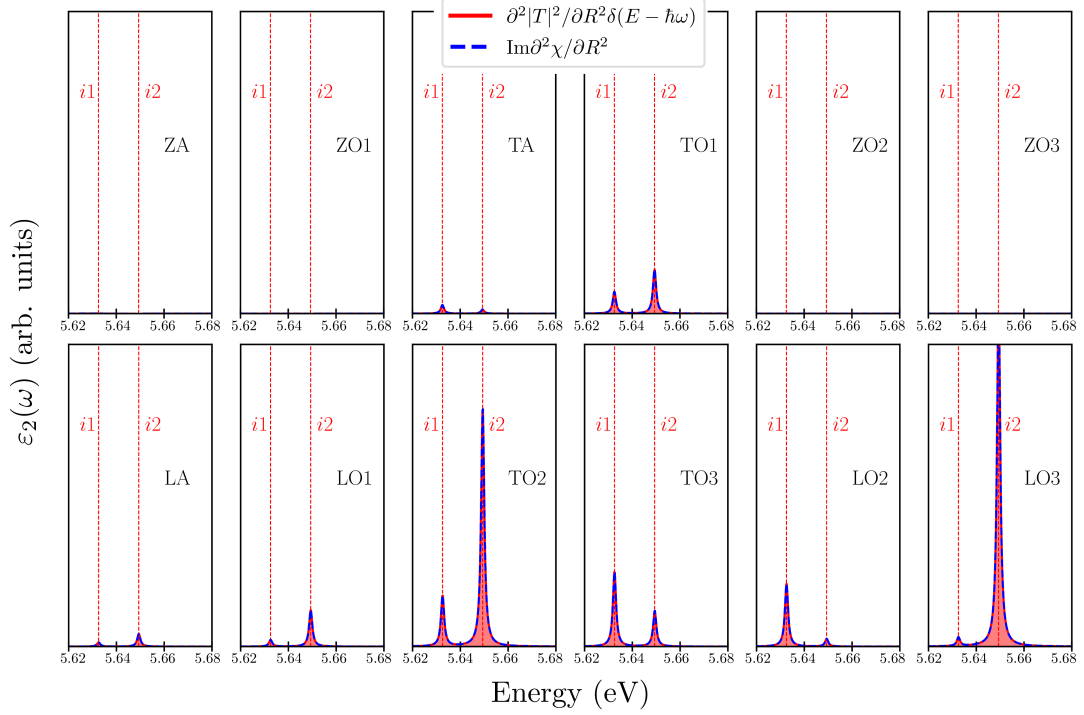 ∂²|T|²/∂R²δ(E − ħω)
Im∂²χ/∂R²
i1 i2 i1 i2 i1 i2 i1 i2 i1 i2 i1 i2
ZA ZO1 TA TO1 ZO2 ZO3
5.62 5.64 5.66 5.68 5.62 5.64 5.66 5.68 5.62 5.64 5.66 5.68 5.62 5.64 5.66 5.68 5.62 5.64 5.66 5.68 5.62 5.64 5.66 5.68
ε₂(ω) (arb. units)
i1 i2 i1 i2 i1 i2 i1 i2 i1 i2 i1 i2
LA LO1 TO2 TO3 LO2 LO3
5.62 5.64 5.66 5.68 5.62 5.64 5.66 5.68 5.62 5.64 5.66 5.68 5.62 5.64 5.66 5.68 5.62 5.64 5.66 5.68 5.62 5.64 5.66 5.68
Energy (eV)